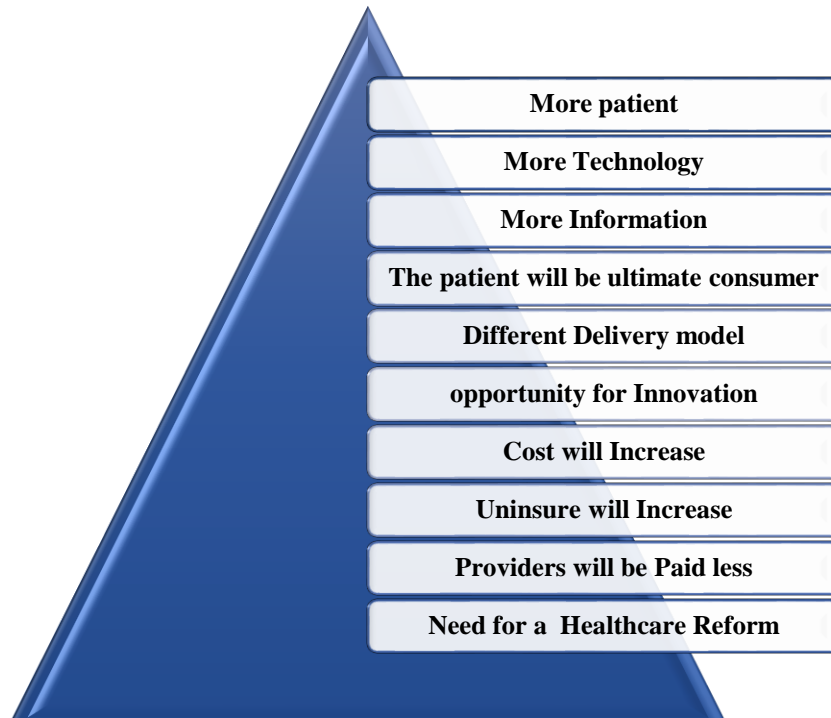 More patient
More Technology
More Information
The patient will be ultimate consumer
Different Delivery model
opportunity for Innovation
Cost will Increase
Uninsure will Increase
Providers will be Paid less
Need for a  Healthcare Reform